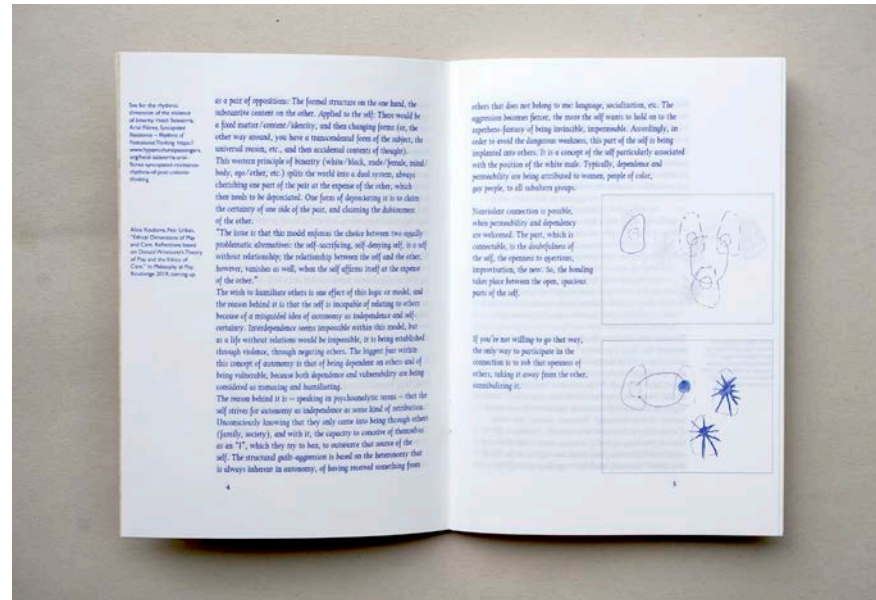 See for the rhythmic
dimension of the violence
of binarity: Heidi Salaverría,
Ariel Flórez, Syncopated
Resistance – Rhythms of
Postcolonial Thinking
thinking
Alice Koubová, Petr Urban,
"Ethical Dimensions of Play
and Care. Reflections based
on Donald Winnicott's Theory
of Play and the Ethics of
Care," in Philosophy at Play,
Routledge 2019, coming up.
as a pair of oppositions: The formal structure on the one hand, the
substantive content on the other. Applied to the self: There would be
a fixed matter/content/identity, and then changing forms (or, the
other way around, you have a transcendental form of the subject, the
universal reason, etc., and then accidental contents of thought).
This western principle of binarity (white/black, male/female, mind/
body, ego/other, etc.) splits the world into a dual system, always
cherishing one part of the pair at the expense of the other, which
then needs to be depreciated. One form of depreciating it is to claim
the certainty of one side of the pair, and claiming the dubiousness
of the other.
"The issue is that this model enforces the choice between two equally
problematic alternatives: the self-sacrificing, self-denying self, is a self
without relationship; the relationship between the self and the other,
however, vanishes as well, when the self affirms itself at the expense
of the other."
The wish to humiliate others is one effect of this logic or model, and
the reason behind it is that the self is incapable of relating to others
because of a misguided idea of autonomy as independence and self-
certainty. Interdependence seems impossible within this model, but
as a life without relations would be impossible, it is being established
through violence, through negating others. The biggest fear within
this concept of autonomy is that of being dependent on others and of
being vulnerable, because both dependence and vulnerability are being
considered as menacing and humiliating.
The reason behind it is – speaking in psychoanalytic terms – that the
self strives for autonomy as independence as some kind of retribution.
Unconsciously knowing that they only came into being through others
(family, society), and with it, the capacity to conceive of themselves
as an "I", which they try to ban, to outsource that source of the
self. The structural guilt-aggression is based on the heteronomy that
is always inherent in autonomy, of having received something from
4
others that does not belong to me: language, socialization, etc. The
aggression becomes fiercer, the more the self wants to hold on to the
superhero-fantasy of being invincible, impermeable. Accordingly, in
order to avoid the dangerous weakness, this part of the self is being
implanted into others. It is a concept of the self particularly associated
with the position of the white male. Typically, dependence and
permeability are being attributed to women, people of color,
gay people, to all subaltern groups.
Nonviolent connection is possible,
when permeability and dependency
are welcomed. The part, which is
connectable, is the doubtfulness of
the self, the openness to questions,
improvisation, the new. So, the bonding
takes place between the open, spacious
parts of the self.
If you're not willing to go that way,
the only way to participate in the
connection is to rob that openness of
others, taking it away from the other,
cannibalizing it.
5